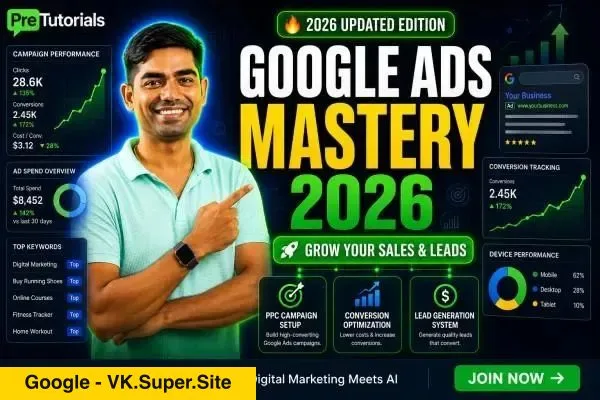 PreTutorials
CAMPAIGN PERFORMANCE
Clicks
28.6K
▲ 135%
Conversions
2.45K
▲ 172%
Cost / Conv.
$3.12 ▼ 28%
AD SPEND OVERVIEW
Total Spend
$8,452
▲ 142%
vs last 30 days
TOP KEYWORDS
Digital Marketing Top
Buy Running Shoes Top
Online Courses Top
Fitness Tracker Top
Home Workout Top
2026 UPDATED EDITION
GOOGLE ADS
MASTERY
2026
GROW YOUR SALES & LEADS
PPC CAMPAIGN
SETUP
Build high-converting
Google Ads campaigns.
CONVERSION
OPTIMIZATION
Lower costs & increase
conversions.
$
LEAD GENERATION
SYSTEM
Generate quality leads
that convert.
G
Your Business
Ad www.yourbusiness.com
★★★★★
CONVERSION TRACKING
Conversions
2.45K
▲ 172%
DEVICE PERFORMANCE
Mobile 62%
Desktop 28%
Tablet 10%
Google - VK.Super.Site
Digital Marketing Meets AI
JOIN NOW →